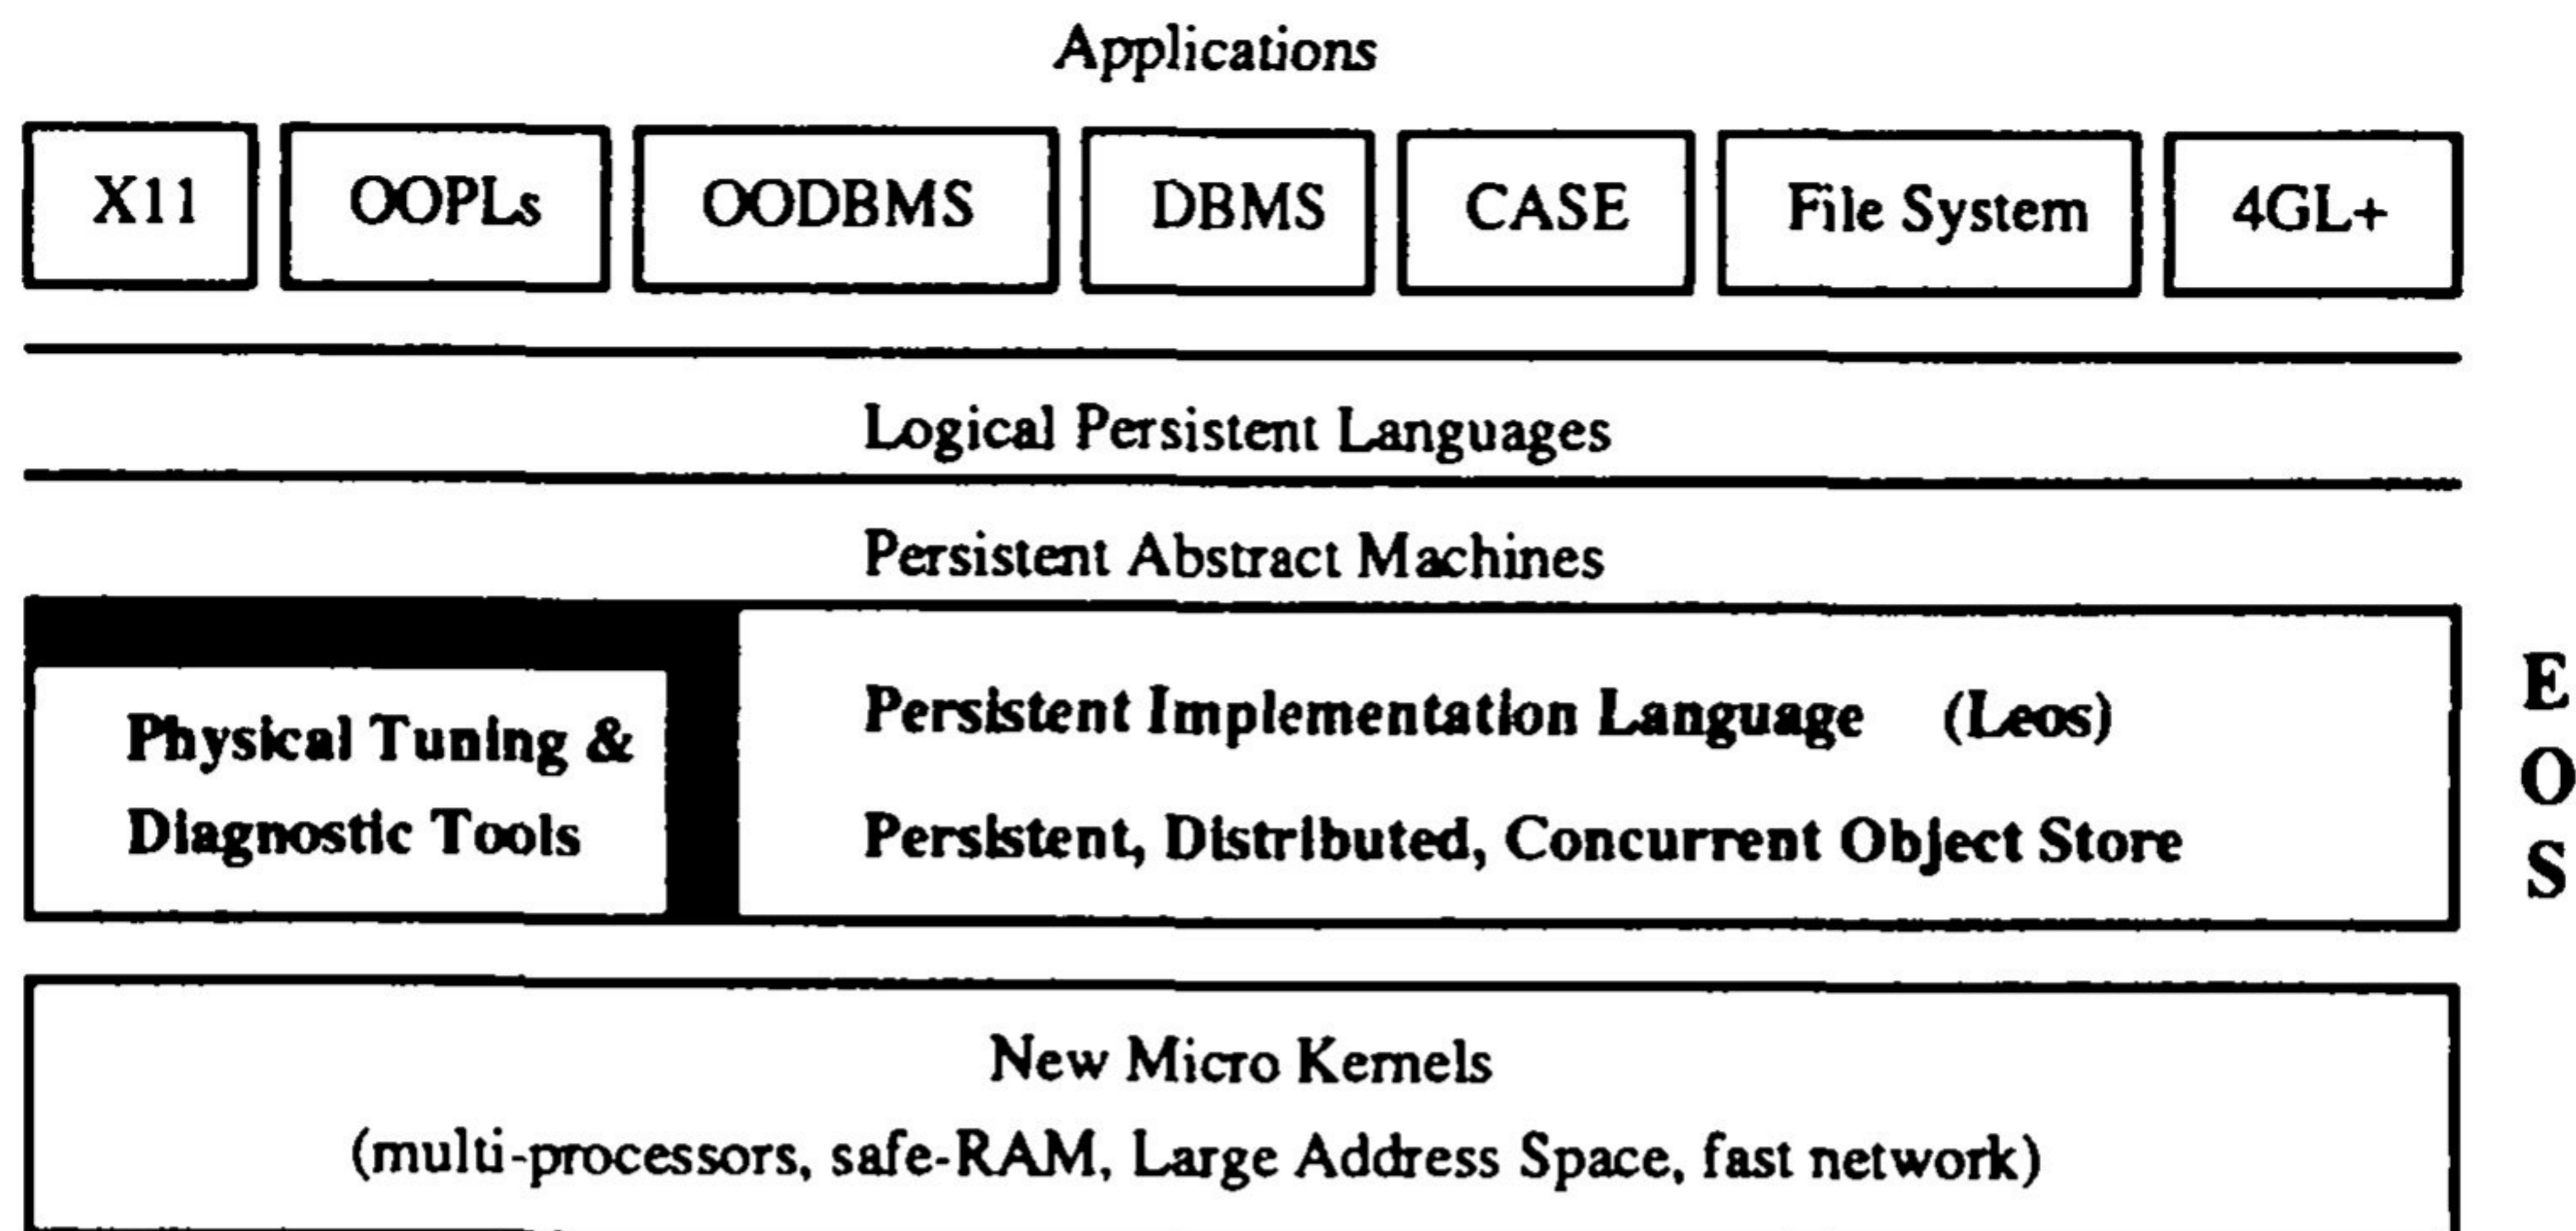 Applications
X11 OOPLs OODBMS DBMS CASE File System 4GL+
Logical Persistent Languages
Persistent Abstract Machines
Physical Tuning &
Diagnostic Tools
Persistent Implementation Language (Leos)
Persistent, Distributed, Concurrent Object Store
E
O
S
New Micro Kernels
(multi-processors, safe-RAM, Large Address Space, fast network)